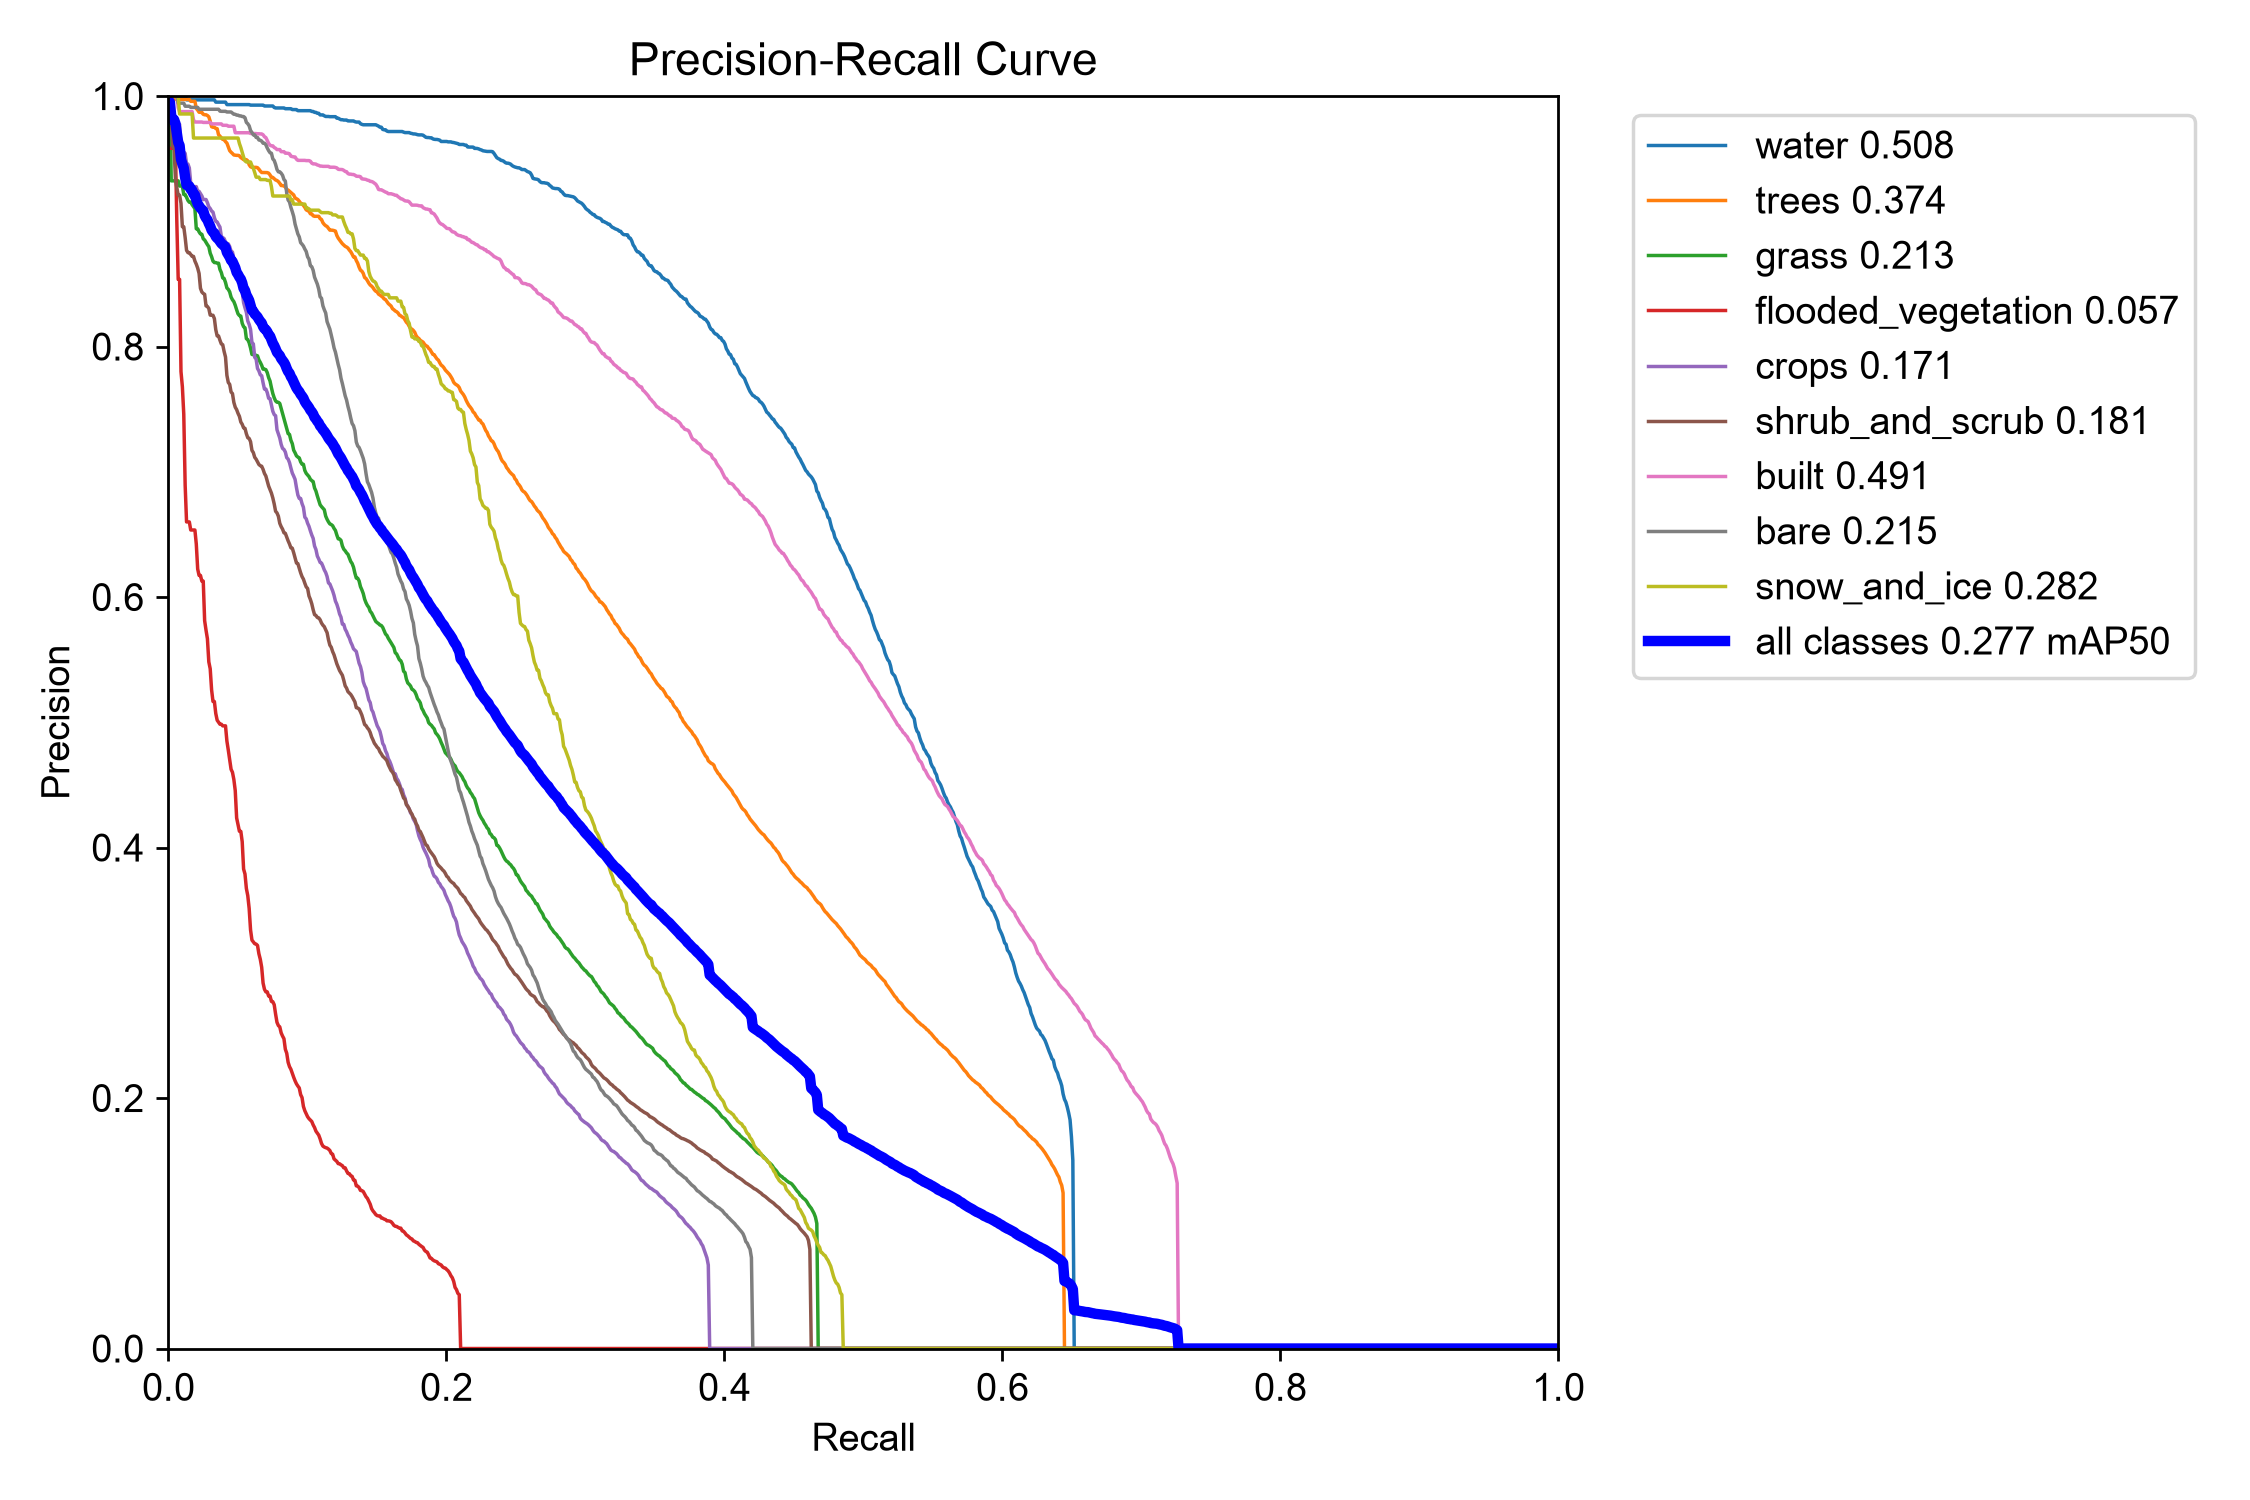 Precision-Recall Curve
1.0
0.8
0.6
0.4
0.2
0.0
Precision
0.0 0.2 0.4 0.6 0.8 1.0
Recall
water 0.508
trees 0.374
grass 0.213
flooded_vegetation 0.057
crops 0.171
shrub_and_scrub 0.181
built 0.491
bare 0.215
snow_and_ice 0.282
all classes 0.277 mAP50